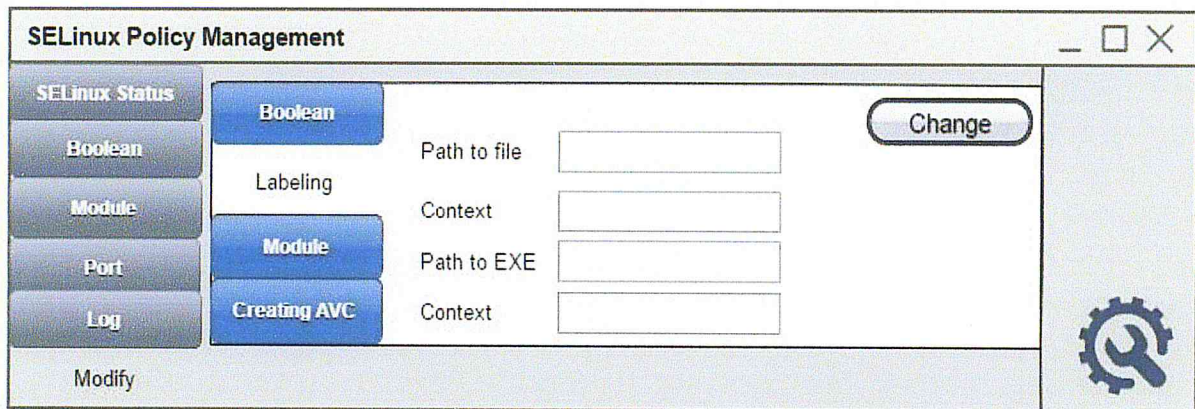 SELinux Policy Management
SELinux Status
Boolean
Module
Port
Log
Modify
Boolean
Labeling
Module
Creating AVC
Path to file
Context
Path to EXE
Context
Change